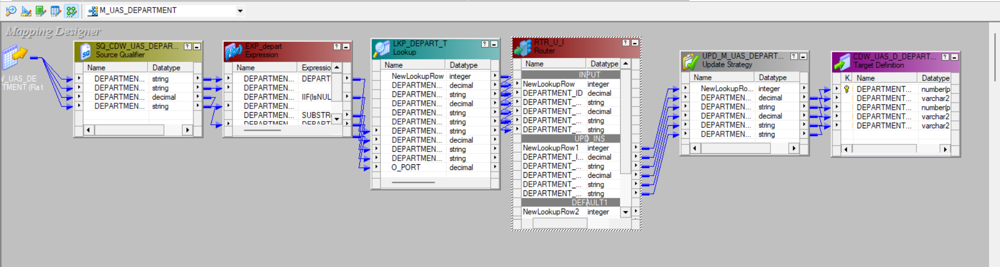 M_UAS_DEPARTMENT
Mapping Designer
W_UAS_DE
TMENT (Flat
SQ_CDW_UAS_DEPAR...
Source Qualifier
Name Datatype
DEPARTMEN... string
DEPARTMEN... string
DEPARTMEN... decimal
DEPARTMEN... string
EXP_depart
Expression
Name Expressio
DEPARTMEN... DEPART
DEPARTMEN...
DEPARTMEN... IIF(IsNUL
DEPARTMEN...
DEPARTMEN... SUBSTR
DEPARTMEN... DEPART
LKP_DEPART_T
Lookup
Name Datatype
NewLookupRow integer
DEPARTMEN... decimal
DEPARTMEN... string
DEPARTMEN... decimal
DEPARTMEN... string
DEPARTMEN... string
DEPARTMEN... string
DEPARTMEN... decimal
DEPARTMEN... string
DEPARTMEN... string
O_PORT decimal
RTR_U_I
Router
Name Datatype
INPUT
NewLookupRow integer
DEPARTMENT_ID decimal
DEPARTMENT_... string
DEPARTMENT_... decimal
DEPARTMENT_... string
DEPARTMENT_... string
UPD_INS
NewLookupRow1 integer
DEPARTMENT_I... decimal
DEPARTMENT_... string
DEPARTMENT_... decimal
DEPARTMENT_... string
DEPARTMENT_... string
DEFAULT1
NewLookupRow2 integer
UPD_M_UAS_DEPART...
Update Strategy
Name Datatype
NewLookupRo... integer
DEPARTMEN... decimal
DEPARTMEN... string
DEPARTMEN... decimal
DEPARTMEN... string
DEPARTMEN... string
CDW_UAS_D_DEPART...
Target Definition
K. Name Datatype
DEPARTMENT... number(p
DEPARTMENT... varchar2
DEPARTMENT... number(p
DEPARTMENT... varchar2
DEPARTMENT... varchar2